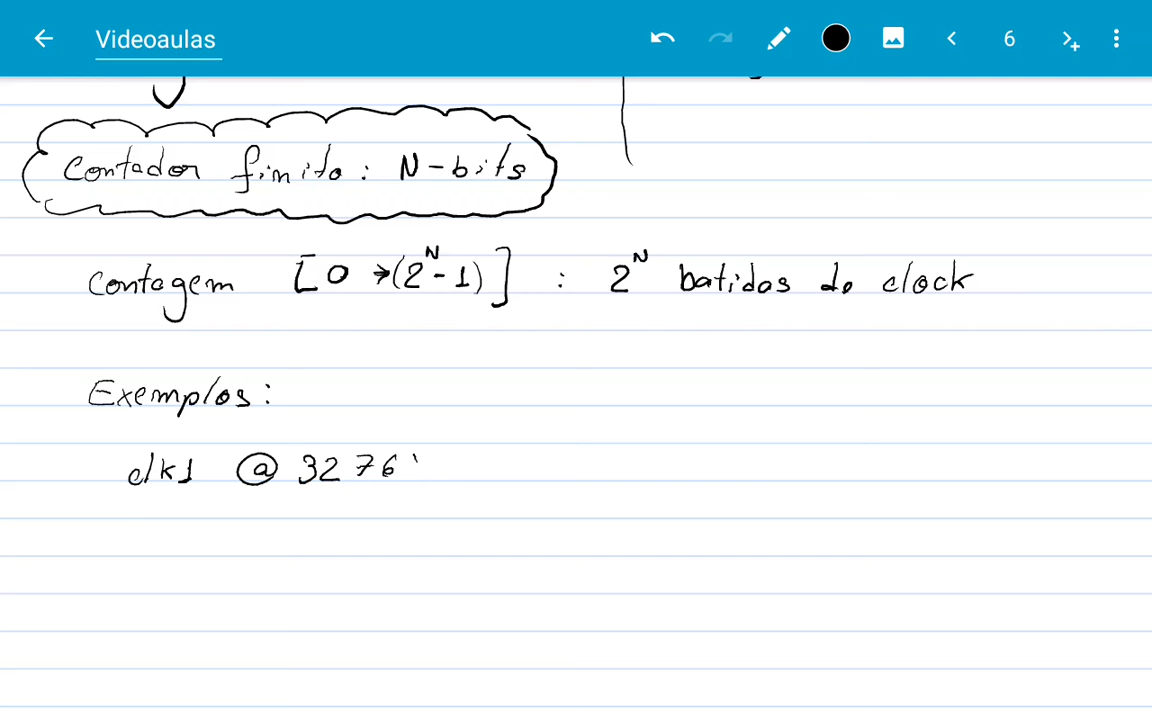 Videoaulas
6
Contador finito: N-bits
Contagem [0 → (2^N - 1)] : 2^N batidas do clock
Exemplos:
clk1 @ 3276